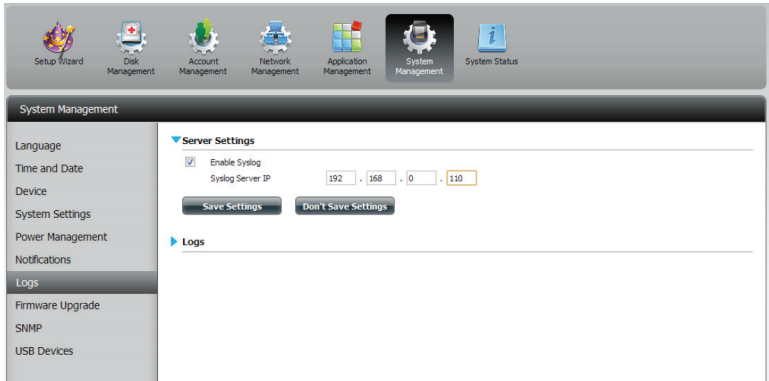 Setup Wizard
Disk Management
Account Management
Network Management
Application Management
System Management
System Status
System Management
Language
Time and Date
Device
System Settings
Power Management
Notifications
Logs
Firmware Upgrade
SNMP
USB Devices
Server Settings
Enable Syslog
Syslog Server IP 192 . 168 . 0 . 110
Save Settings Don't Save Settings
Logs